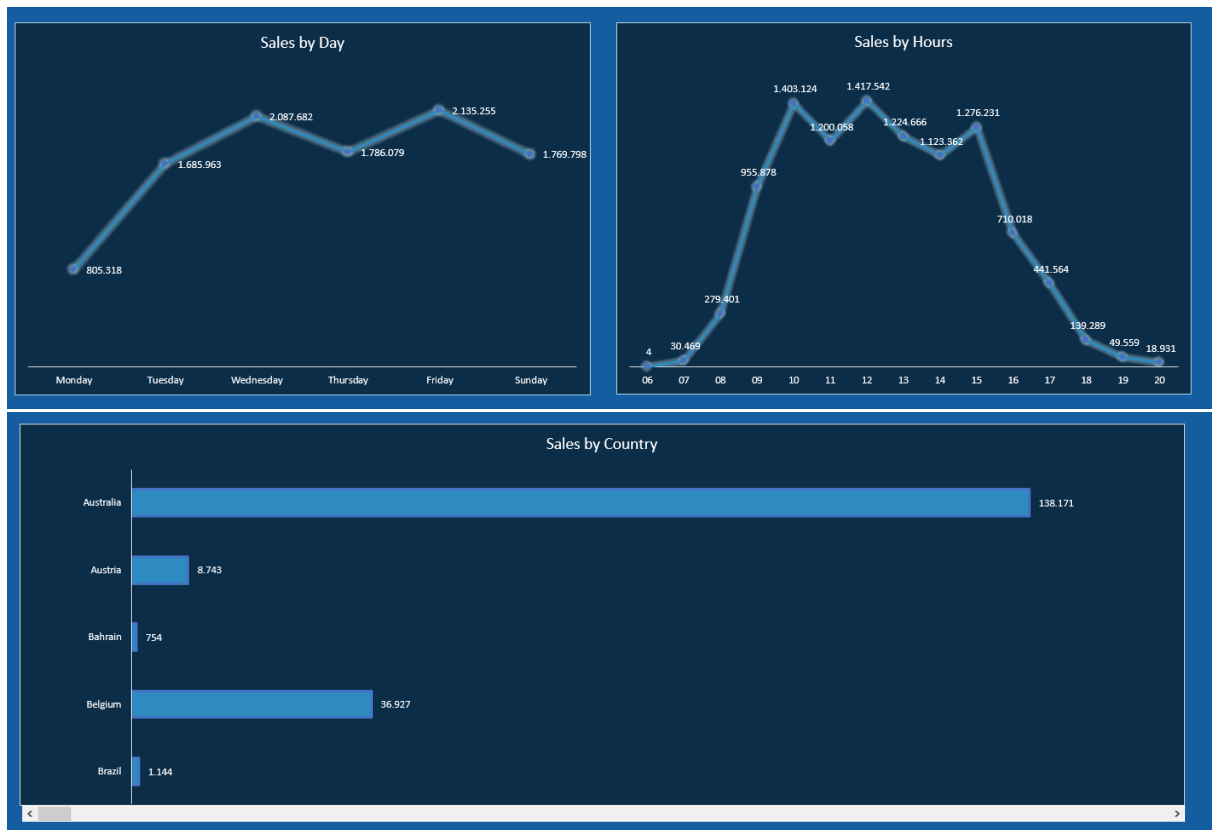 Sales by Day
2.087.682
2.135.255
1.786.079
1.769.798
1.685.963
805.318
Monday Tuesday Wednesday Thursday Friday Sunday
Sales by Hours
1.403.124
1.417.542
1.276.231
1.200.058
1.224.666
1.123.362
955.878
710.018
441.564
279.401
139.289
4
30.469
49.559
18.931
06 07 08 09 10 11 12 13 14 15 16 17 18 19 20
Sales by Country
Australia 138.171
Austria 8.743
Bahrain 754
Belgium 36.927
Brazil 1.144